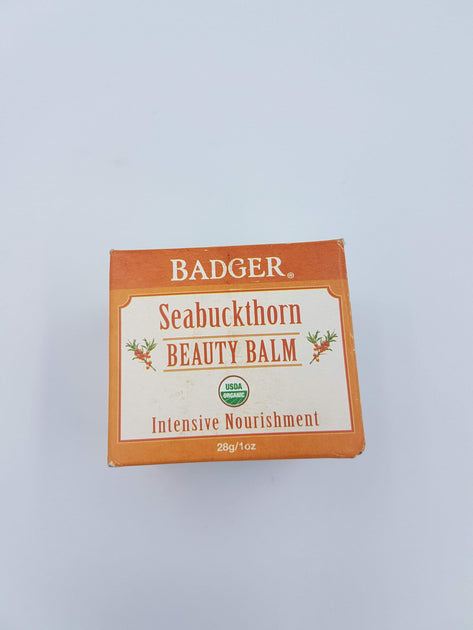 BADGER®
Seabuckthorn
BEAUTY BALM
USDA
ORGANIC
Intensive Nourishment
28g/1oz